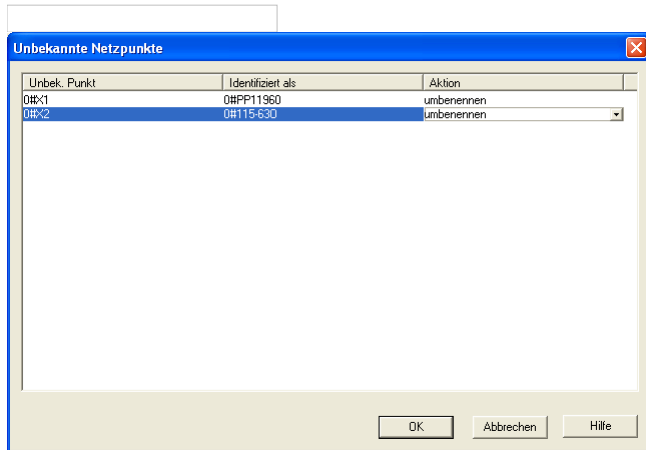 Unbekannte Netzpunkte
Unbek. Punkt Identifiziert als Aktion
0#X1 0#PP11960 umbenennen
0#X2 0#115-630 umbenennen
OK Abbrechen Hilfe